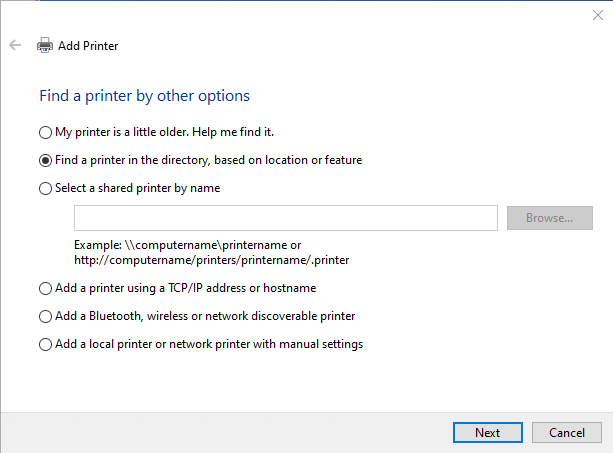 Add Printer
Find a printer by other options
My printer is a little older. Help me find it.
Find a printer in the directory, based on location or feature
Select a shared printer by name
Browse...
Example: \\computername\printername or
http://computername/printers/printername/.printer
Add a printer using a TCP/IP address or hostname
Add a Bluetooth, wireless or network discoverable printer
Add a local printer or network printer with manual settings
Next
Cancel